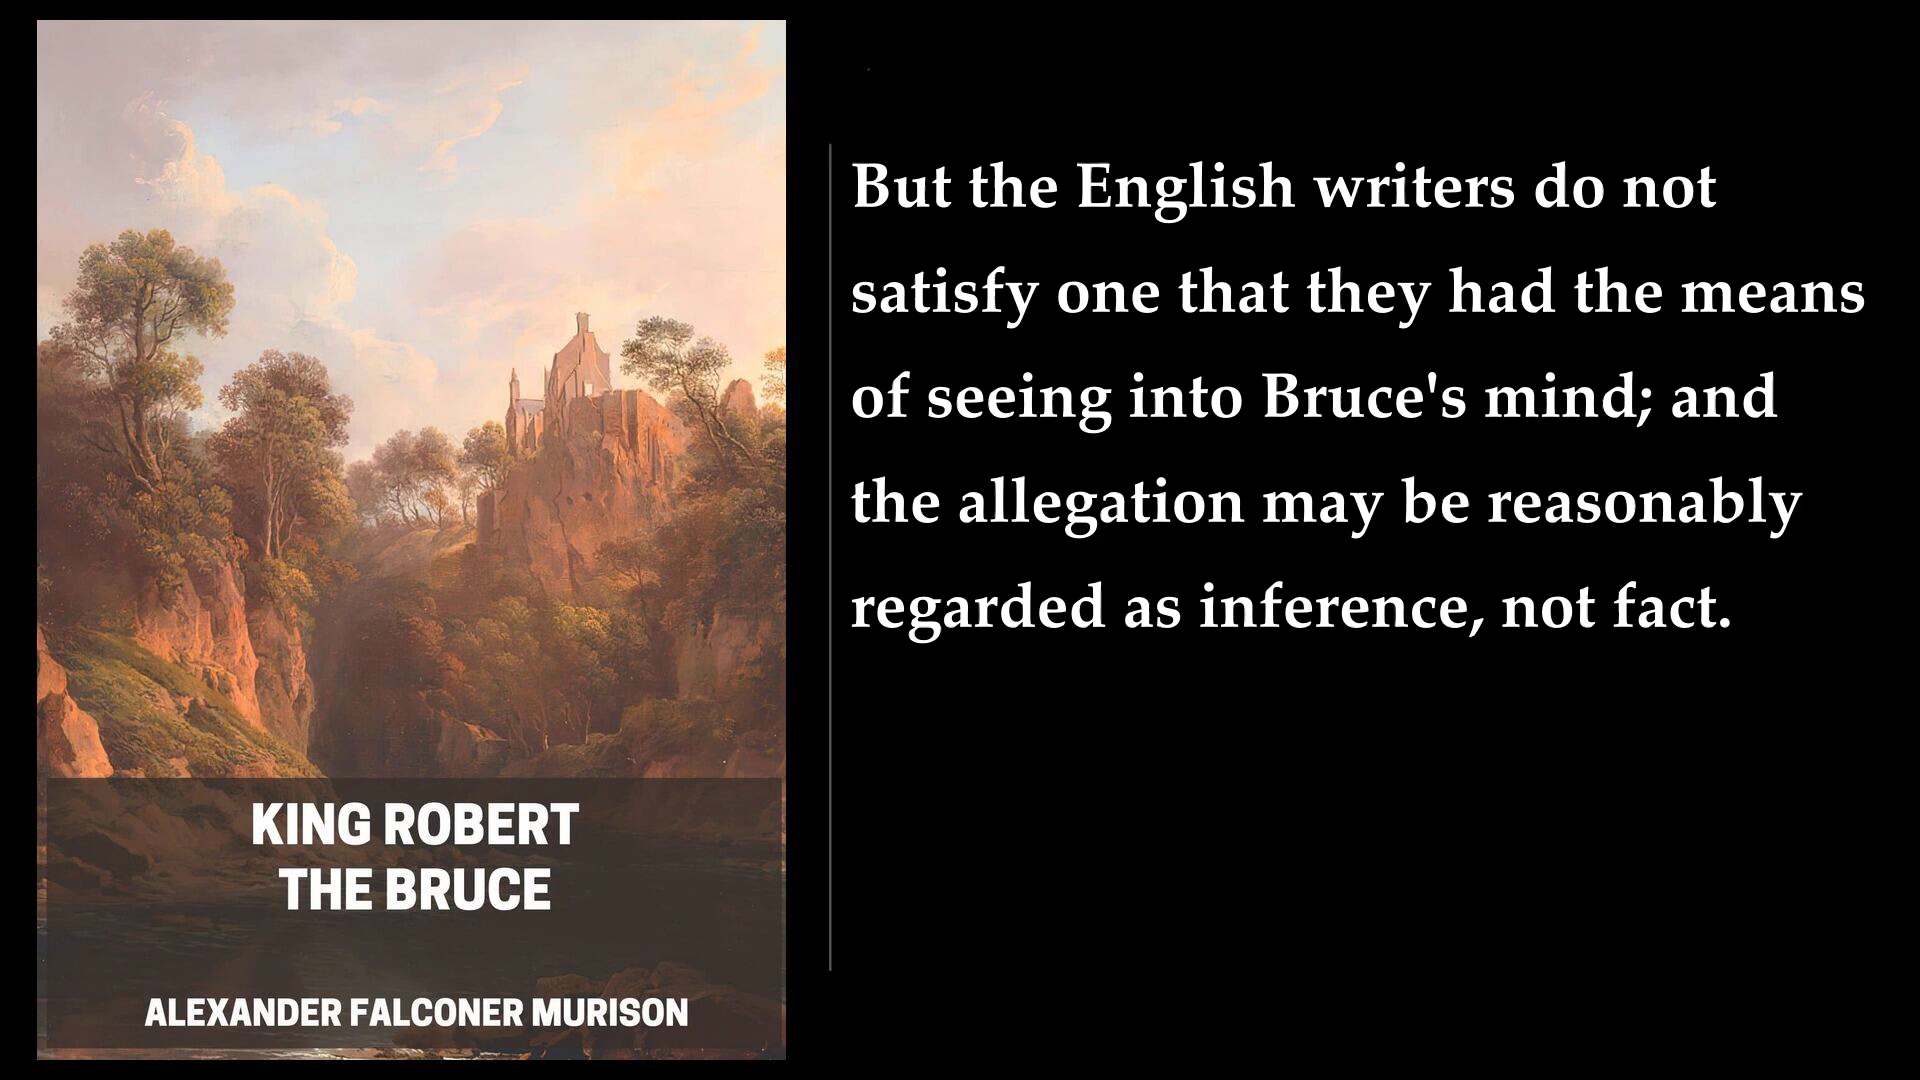 KING ROBERT
THE BRUCE
ALEXANDER FALCONER MURISON
But the English writers do not
satisfy one that they had the means
of seeing into Bruce's mind; and
the allegation may be reasonably
regarded as inference, not fact.